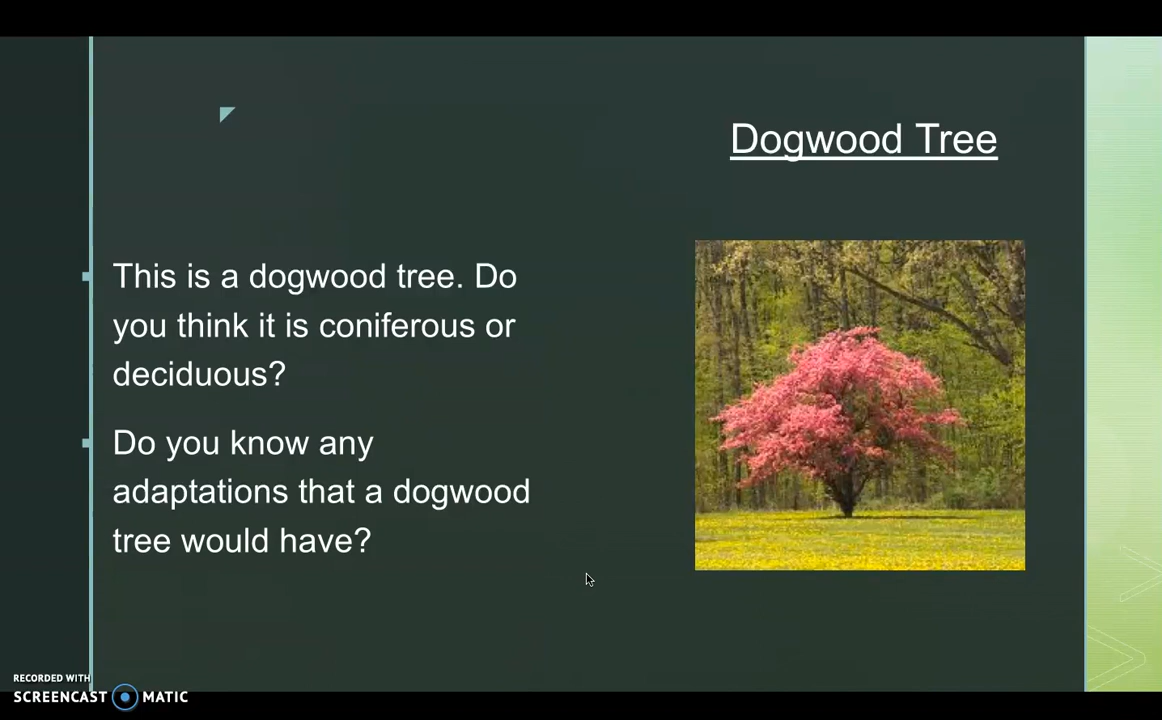 Dogwood Tree
This is a dogwood tree. Do
you think it is coniferous or
deciduous?
Do you know any
adaptations that a dogwood
tree would have?
RECORDED WITH
SCREENCAST MATIC